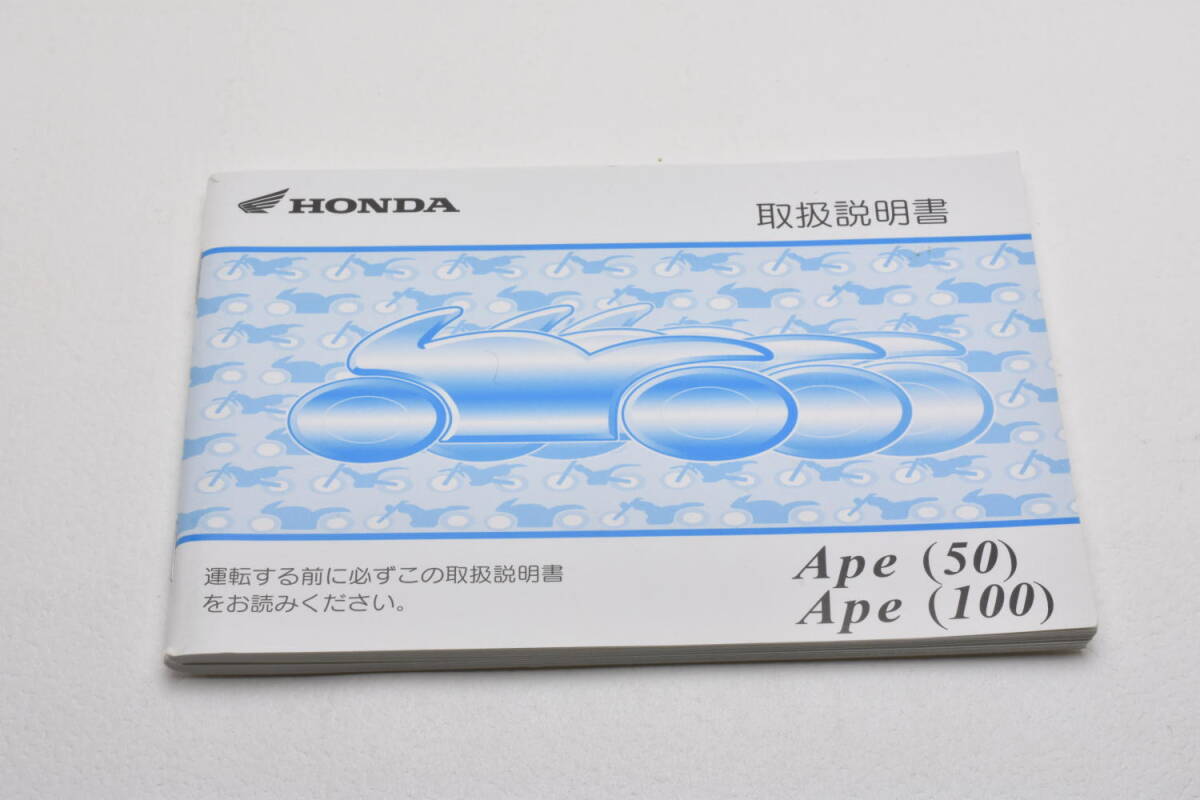 HONDA
取扱説明書
運転する前に必ずこの取扱説明書
をお読みください。
Ape (50)
Ape (100)